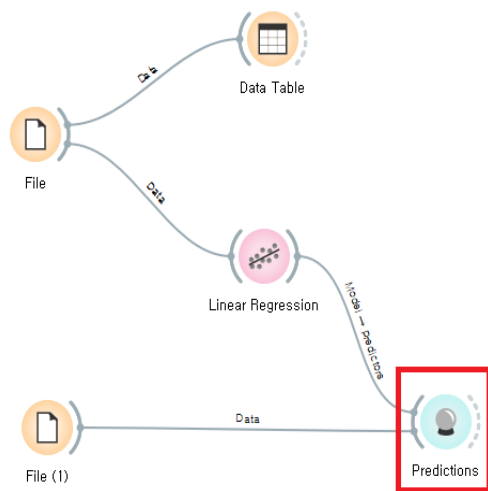 Data
Data Table
File
Data
Linear Regression
Model → Predictors
Data
File (1)
Predictions